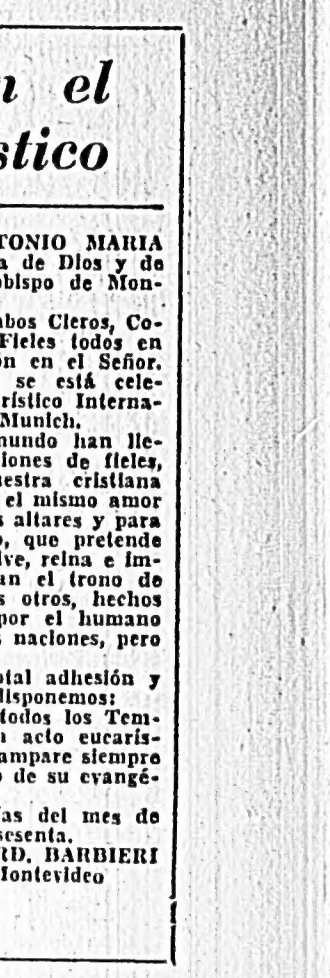 el
stico
TONIO MARIA
a de Dios y de
obispo de Mon-
bos Cleros, Co-
Fieles todos en
ón en el Señor.
se está cele-
rístico Interna-
Munich.
mundo han lle-
iones de fieles,
estra cristiana
el mismo amor
s altares y para
o, que pretende
ive, reina e im-
an el trono de
s otros, hechos
por el humano
s naciones, pero
otal adhesión y
disponemos:
todos los Tem-
n acto eucarís-
ampare siempre
o de su evangé-
ías del mes de
sesenta.
RD. BARBIERI
Montevideo